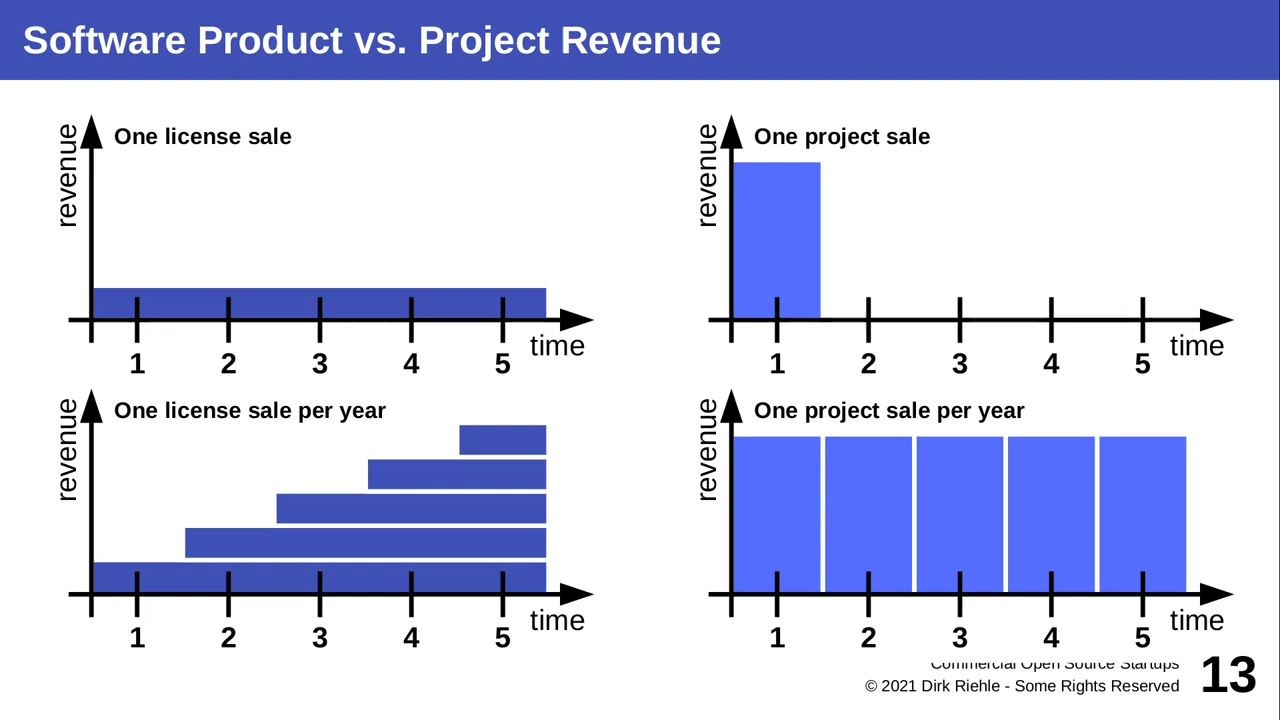 Software Product vs. Project Revenue
revenue
One license sale
1 2 3 4 5
time
revenue
One project sale
1 2 3 4 5
time
revenue
One license sale per year
1 2 3 4 5
time
revenue
One project sale per year
1 2 3 4 5
time
Commercial Open Source Startups
© 2021 Dirk Riehle - Some Rights Reserved
13